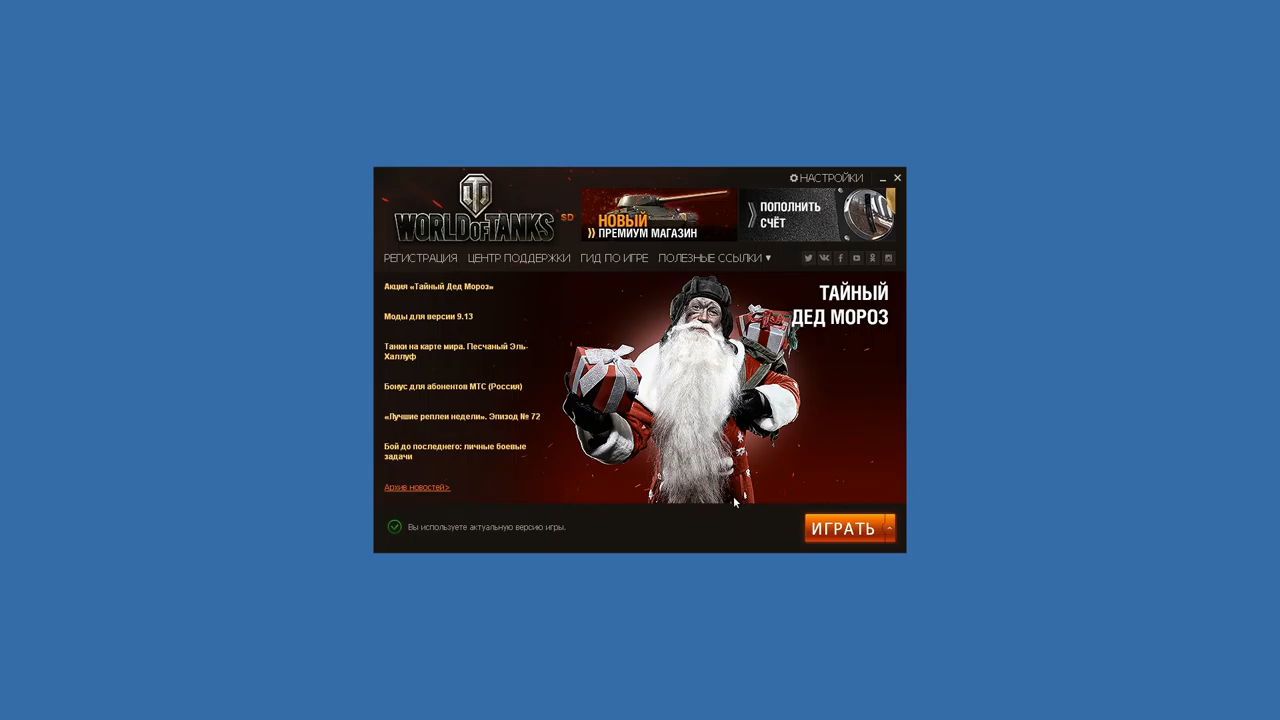 НАСТРОЙКИ
WORLD OF TANKS
SD
НОВЫЙ
ПРЕМИУМ МАГАЗИН
ПОПОЛНИТЬ
СЧЁТ
РЕГИСТРАЦИЯ ЦЕНТР ПОДДЕРЖКИ ГИД ПО ИГРЕ ПОЛЕЗНЫЕ ССЫЛКИ
Акция «Тайный Дед Мороз»
Моды для версии 9.13
Танки на карте мира. Песчаный Эль-
Халлуф
Бонус для абонентов МТС (Россия)
«Лучшие реплеи недели». Эпизод № 72
Бой до последнего: личные боевые
задачи
Архив новостей>
ТАЙНЫЙ
ДЕД МОРОЗ
Вы используете актуальную версию игры.
ИГРАТЬ